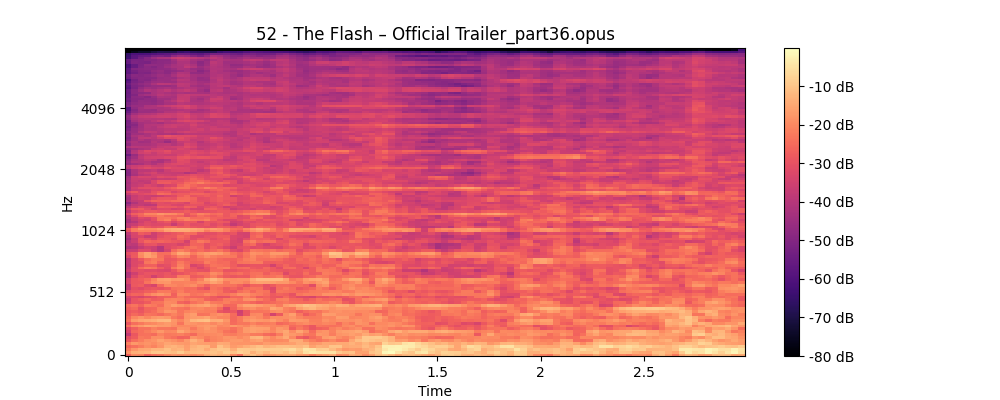 52 - The Flash – Official Trailer_part36.opus
Hz
4096
2048
1024
512
0
0
0.5
1
1.5
2
2.5
Time
-10 dB
-20 dB
-30 dB
-40 dB
-50 dB
-60 dB
-70 dB
-80 dB